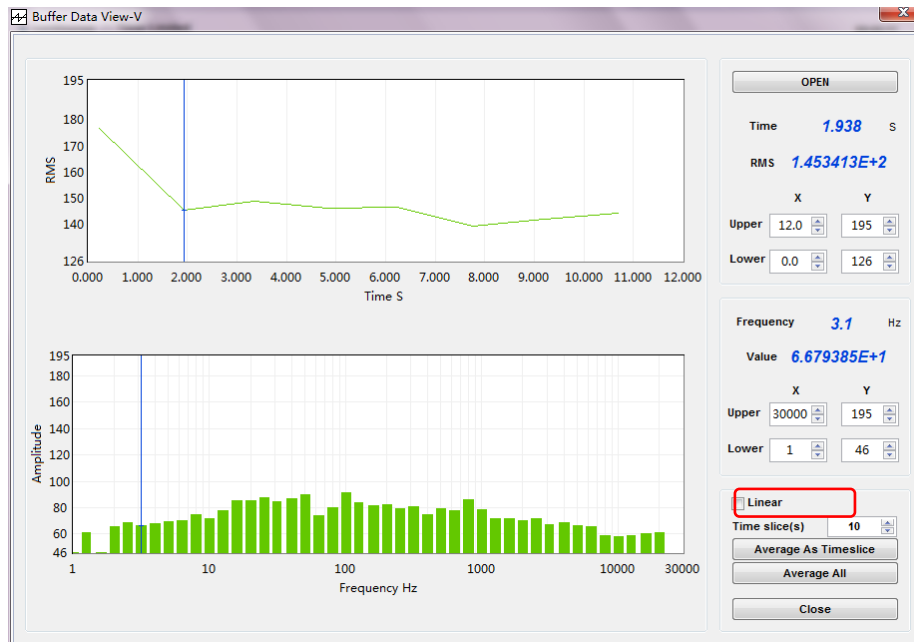 Buffer Data View-V
195
180
170
160
150
140
126
RMS
0.000 1.000 2.000 3.000 4.000 5.000 6.000 7.000 8.000 9.000 10.000 11.000 12.000
Time S
195
180
160
140
120
100
80
60
46
Amplitude
1 10 100 1000 10000 30000
Frequency Hz
OPEN
Time 1.938 S
RMS 1.453413E+2
X Y
Upper 12.0 195
Lower 0.0 126
Frequency 3.1 Hz
Value 6.679385E+1
X Y
Upper 30000 195
Lower 1 46
Linear
Time slice(s) 10
Average As Timeslice
Average All
Close